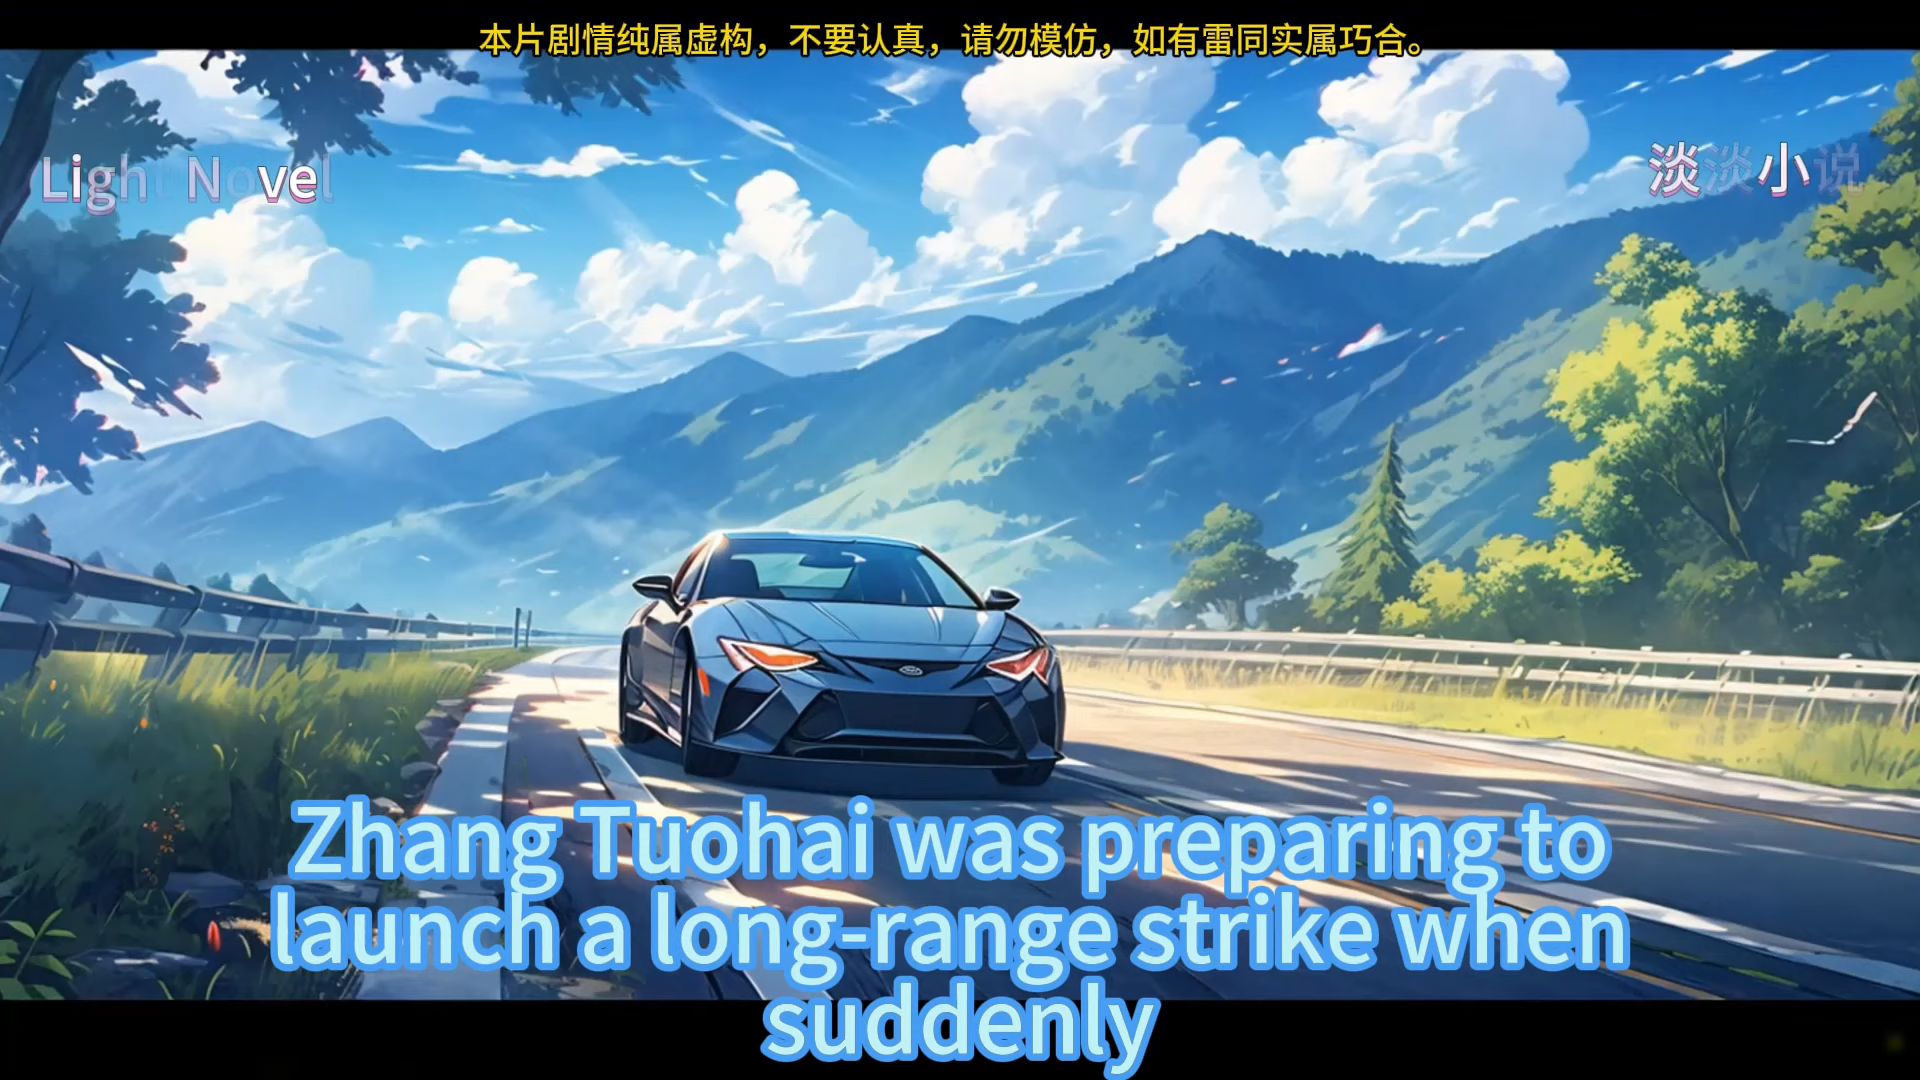 本片剧情纯属虚构，不要认真，请勿模仿，如有雷同实属巧合。
Light Novel
淡淡小说
Zhang Tuohai was preparing to
launch a long-range strike when
suddenly